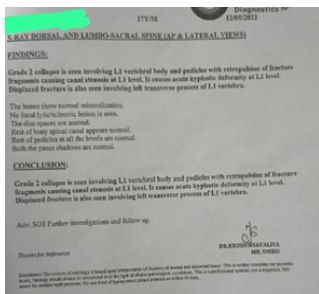 Diagnostics
17Y/M
12/05/2023
X-RAY DORSAL AND LUMBO-SACRAL SPINE (AP & LATERAL VIEWS)
FINDINGS:
Grade 2 collapse is seen involving L1 vertebral body and pedicles with retropulsion of fracture
fragments causing canal stenosis at L1 level. It causes acute kyphotic deformity at L1 level.
Displaced fracture is also seen involving left transverse process of L1 vertebra.
The bones show normal mineralization.
No focal lytic/sclerotic lesion is seen.
The disc spaces are normal.
Rest of bony spinal canal appears normal.
Rest of pedicles at all the levels are normal.
Both the psoas shadows are normal.
CONCLUSION:
Grade 2 collapse is seen involving L1 vertebral body and pedicles with retropulsion of fracture
fragments causing canal stenosis at L1 level. It causes acute kyphotic deformity at L1 level.
Displaced fracture is also seen involving left transverse process of L1 vertebra.
Adv: SOS Further investigations and follow up.
Thanks for Reference